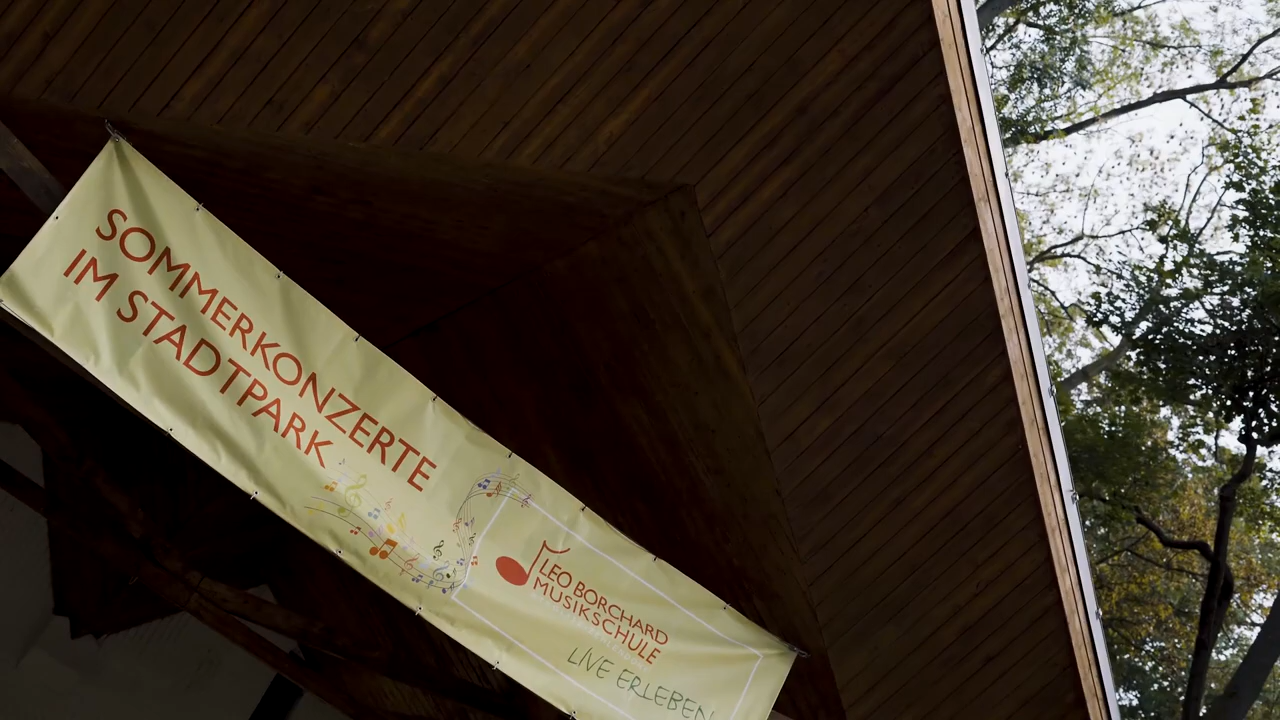 SOMMERKONZERTE
IM STADTPARK
LEO BORCHARD
MUSIKSCHULE
LIVE ERLEBEN